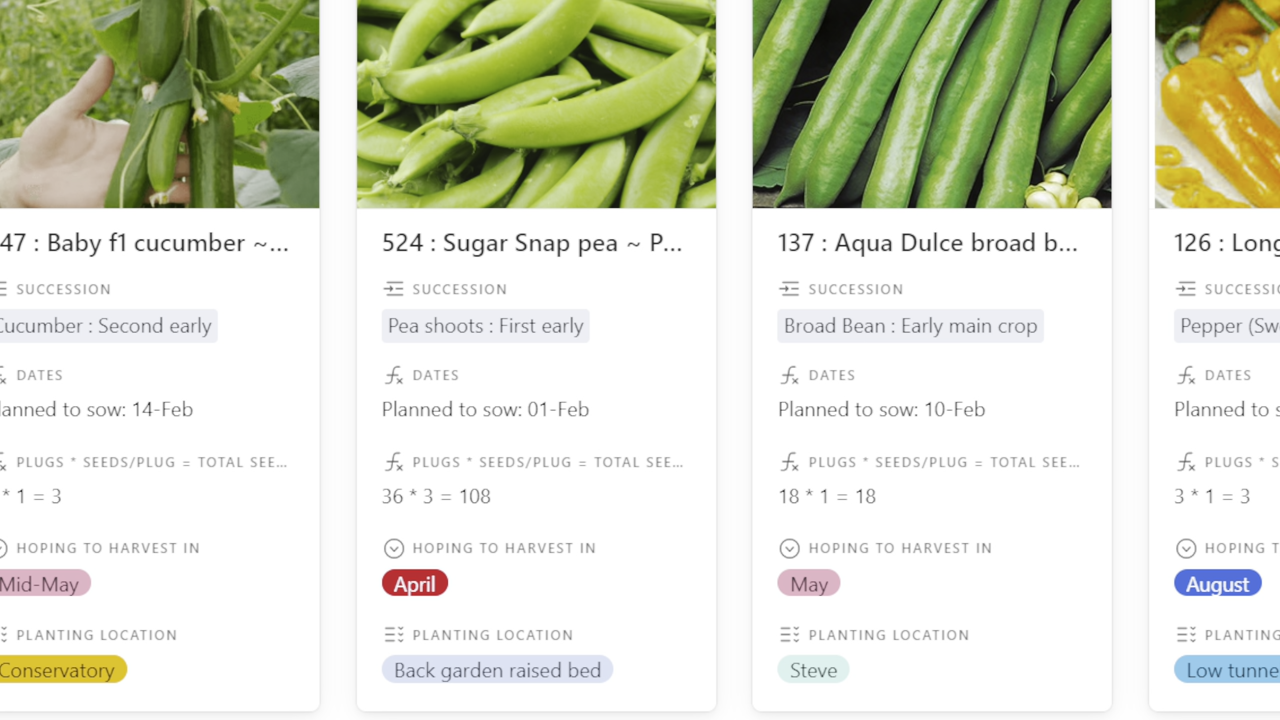 47 : Baby f1 cucumber ~...
SUCCESSION
Cucumber : Second early
DATES
Planned to sow: 14-Feb
PLUGS * SEEDS/PLUG = TOTAL SEE...
* 1 = 3
HOPING TO HARVEST IN
Mid-May
PLANTING LOCATION
Conservatory
524 : Sugar Snap pea ~ P...
SUCCESSION
Pea shoots : First early
DATES
Planned to sow: 01-Feb
PLUGS * SEEDS/PLUG = TOTAL SEE...
36 * 3 = 108
HOPING TO HARVEST IN
April
PLANTING LOCATION
Back garden raised bed
137 : Aqua Dulce broad b...
SUCCESSION
Broad Bean : Early main crop
DATES
Planned to sow: 10-Feb
PLUGS * SEEDS/PLUG = TOTAL SEE...
18 * 1 = 18
HOPING TO HARVEST IN
May
PLANTING LOCATION
Steve
126 : Long
SUCCESSIO
Pepper (Sw
DATES
Planned to s
PLUGS * S
3 * 1 = 3
HOPING T
August
PLANTING
Low tunne